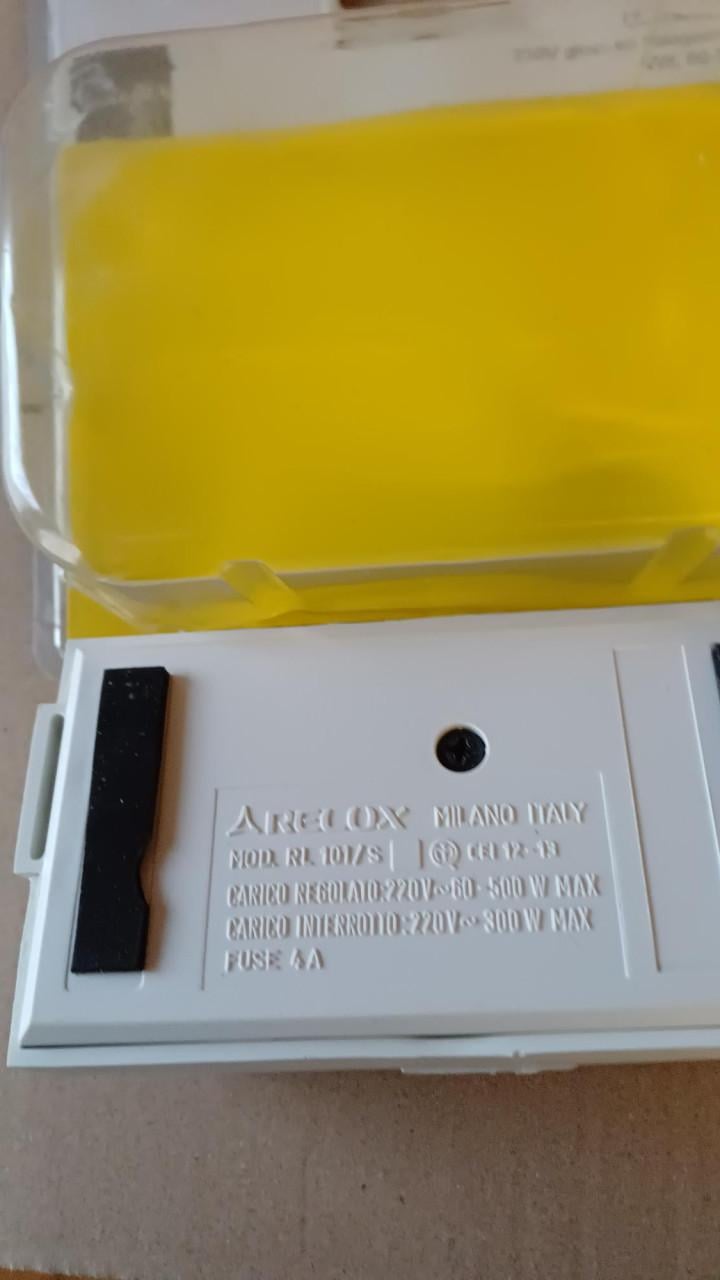 ARELOX MILANO ITALY
MOD. RL 101/S CEI 12-13
CARICO REGOLATO:220V~60-500 W MAX
CARICO INTERROTTO:220V~ 300 W MAX
FUSE 4A